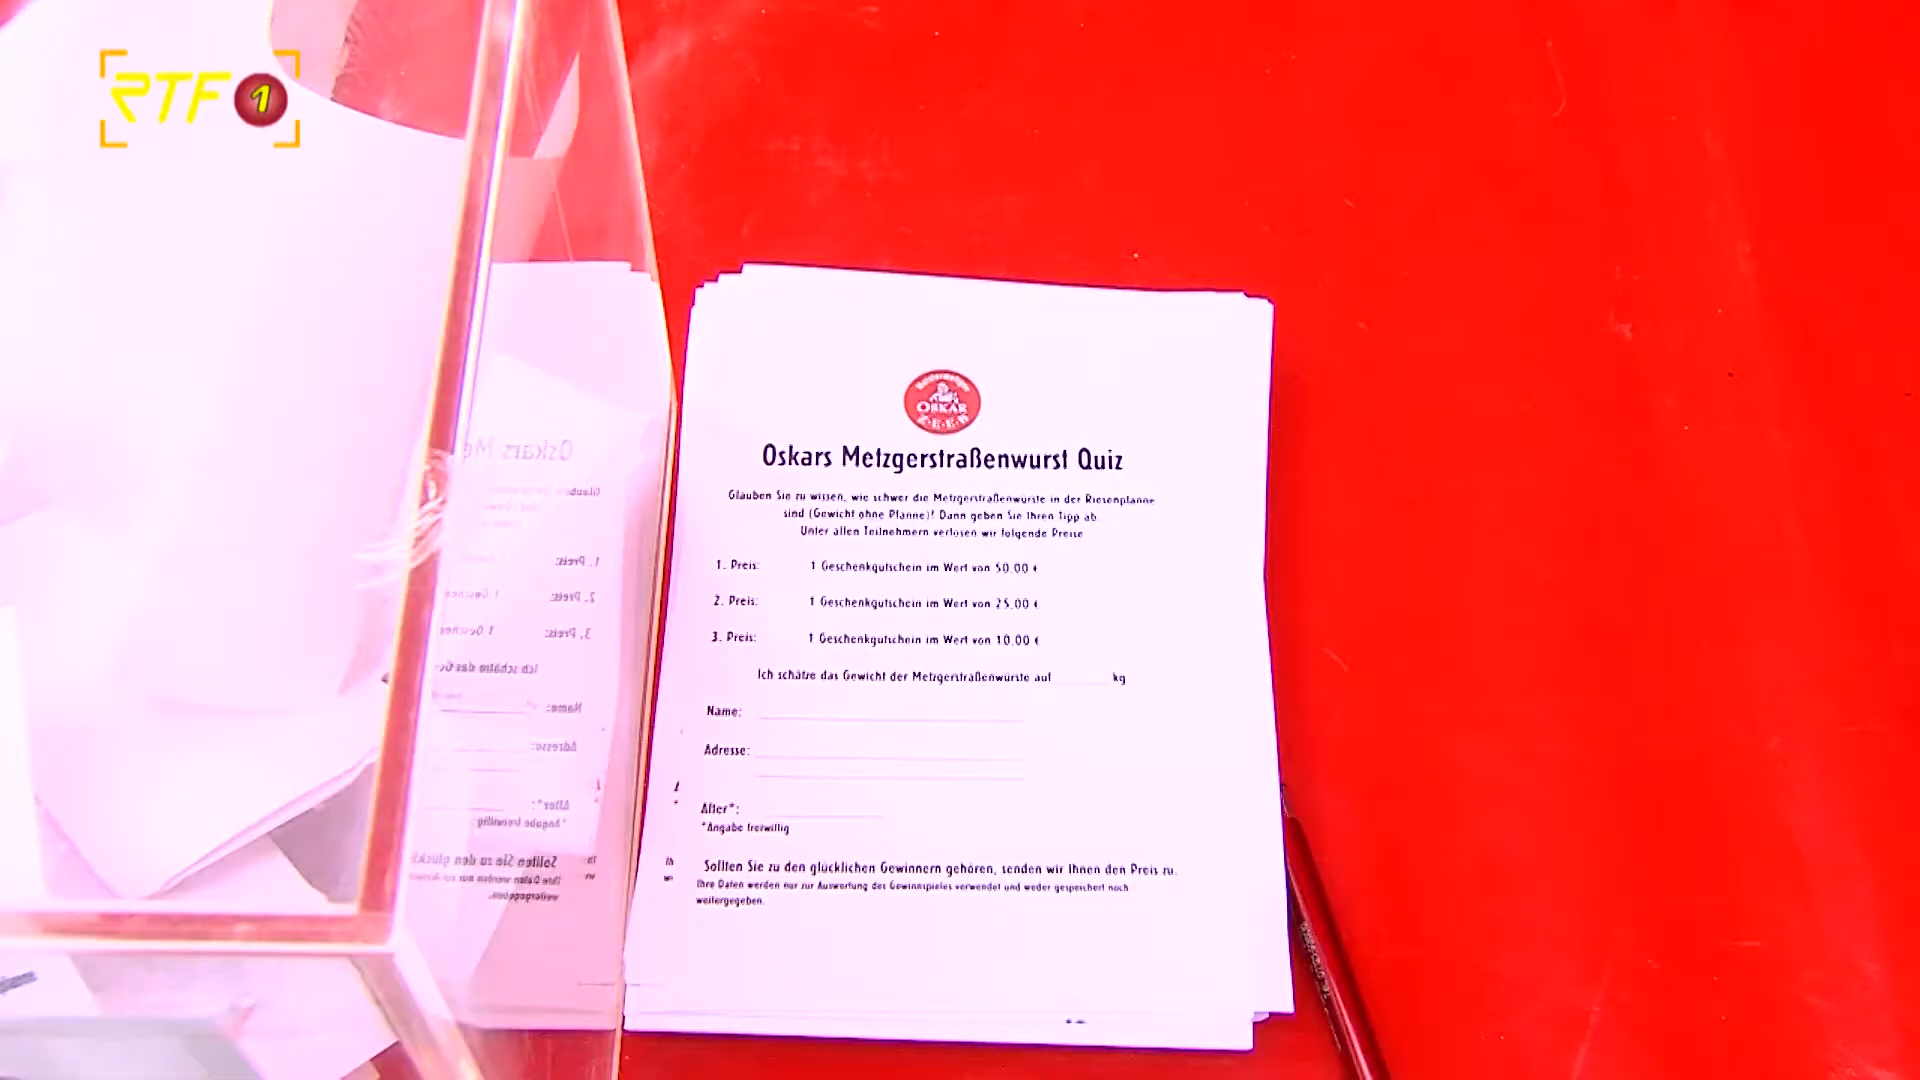 RTF 1
OSKAR
ZEEB
Oskars Metzgerstraßenwurst Quiz
Glauben Sie zu wissen, wie schwer die Metzgerstraßenwürste in der Riesenpfanne
sind (Gewicht ohne Pfanne)? Dann geben Sie Ihren Tipp ab
Unter allen Teilnehmern verlosen wir folgende Preise
1. Preis: 1 Geschenkgutschein im Wert von 50.00 €
2. Preis: 1 Geschenkgutschein im Wert von 25.00 €
3. Preis: 1 Geschenkgutschein im Wert von 10.00 €
Ich schätze das Gewicht der Metzgerstraßenwürste auf ______ kg
Name:
Adresse:
Alter*:
*Angabe freiwillig
Sollten Sie zu den glücklichen Gewinnern gehören, senden wir Ihnen den Preis zu.
Ihre Daten werden nur zur Auswertung des Gewinnspieles verwendet und weder gespeichert noch
weitergegeben.